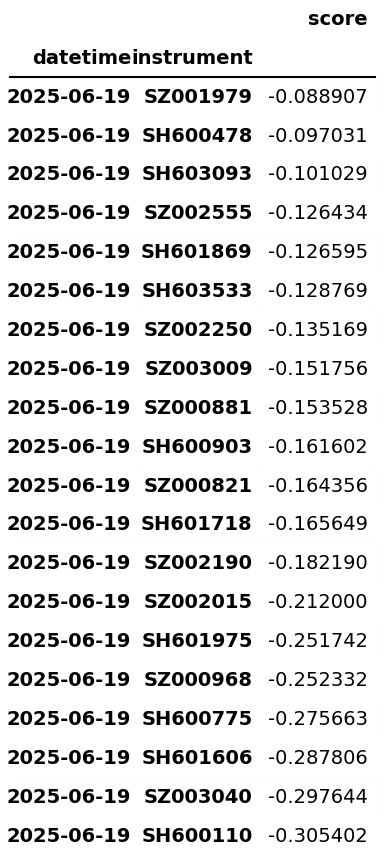 score
datetime instrument
2025-06-19 SZ001979 -0.088907
2025-06-19 SH600478 -0.097031
2025-06-19 SH603093 -0.101029
2025-06-19 SZ002555 -0.126434
2025-06-19 SH601869 -0.126595
2025-06-19 SH603533 -0.128769
2025-06-19 SZ002250 -0.135169
2025-06-19 SZ003009 -0.151756
2025-06-19 SZ000881 -0.153528
2025-06-19 SH600903 -0.161602
2025-06-19 SZ000821 -0.164356
2025-06-19 SH601718 -0.165649
2025-06-19 SZ002190 -0.182190
2025-06-19 SZ002015 -0.212000
2025-06-19 SH601975 -0.251742
2025-06-19 SZ000968 -0.252332
2025-06-19 SH600775 -0.275663
2025-06-19 SH601606 -0.287806
2025-06-19 SZ003040 -0.297644
2025-06-19 SH600110 -0.305402